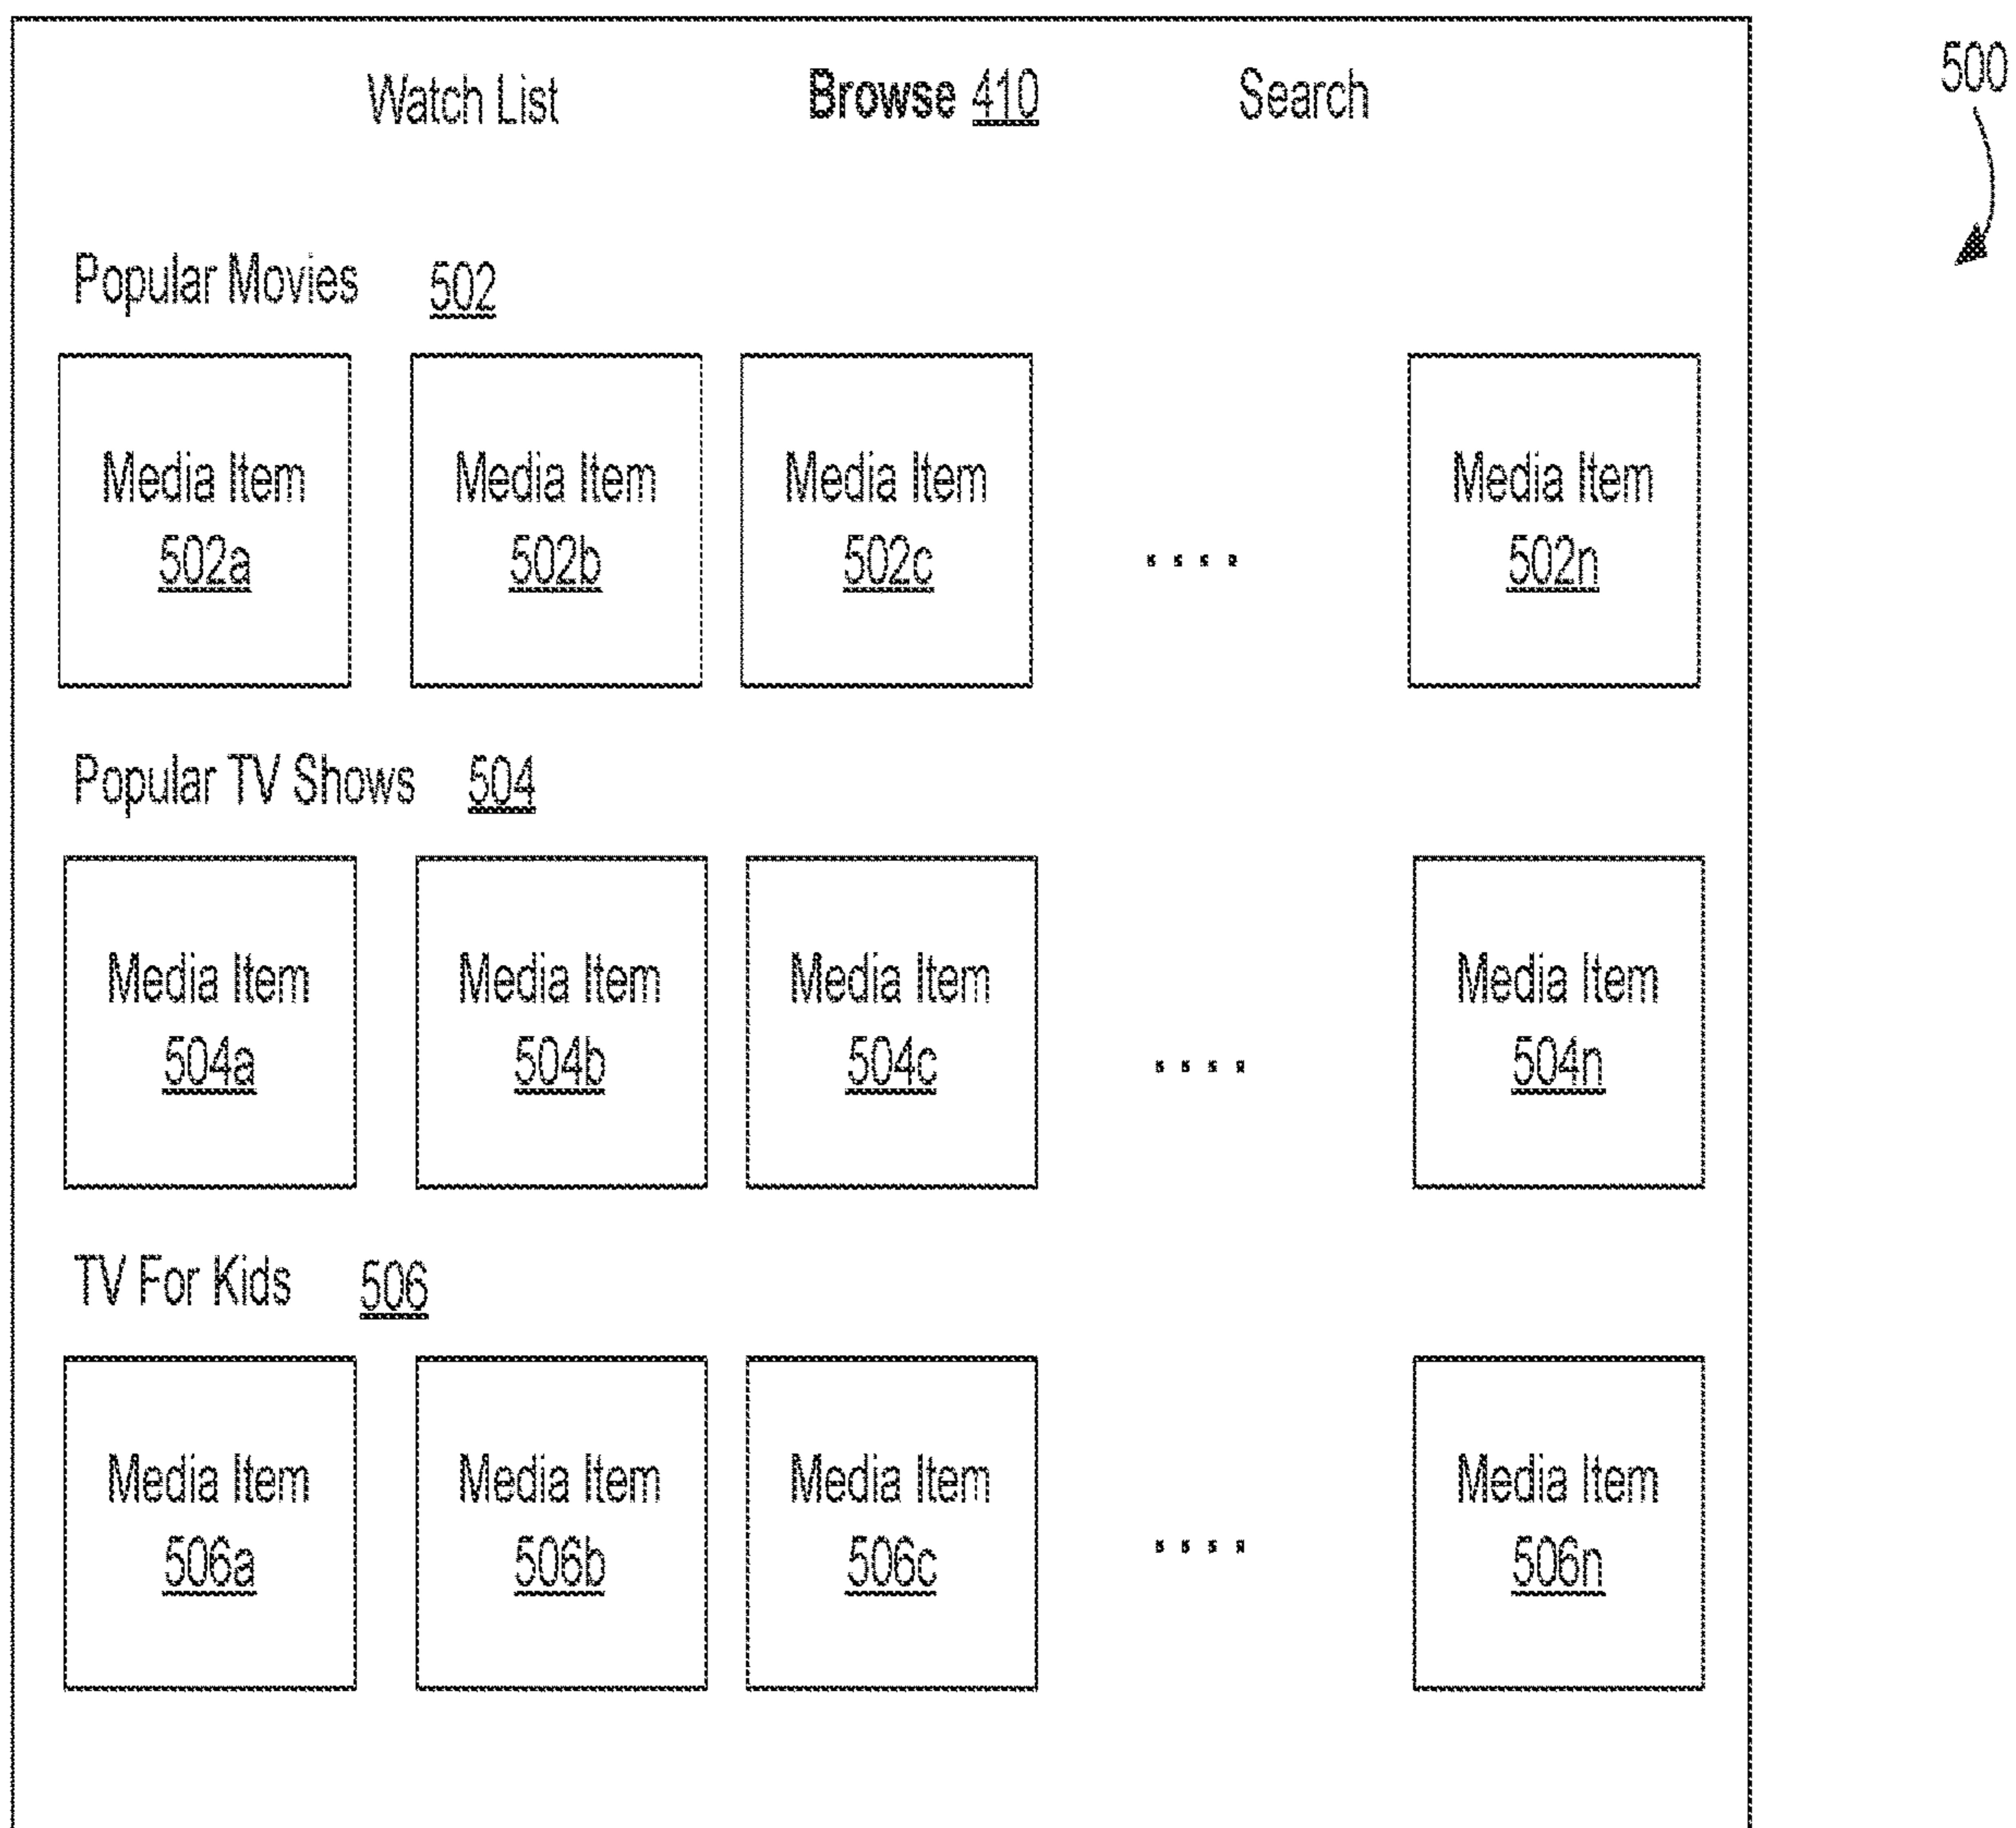 500
Watch List Browse 410 Search
Popular Movies 502
Media Item Media Item Media Item Media Item
502a 502b 502c .... 502n
Popular TV Shows 504
Media Item Media Item Media Item Media Item
504a 504b 504c .... 504n
TV For Kids 506
Media Item Media Item Media Item Media Item
506a 506b 506c .... 506n